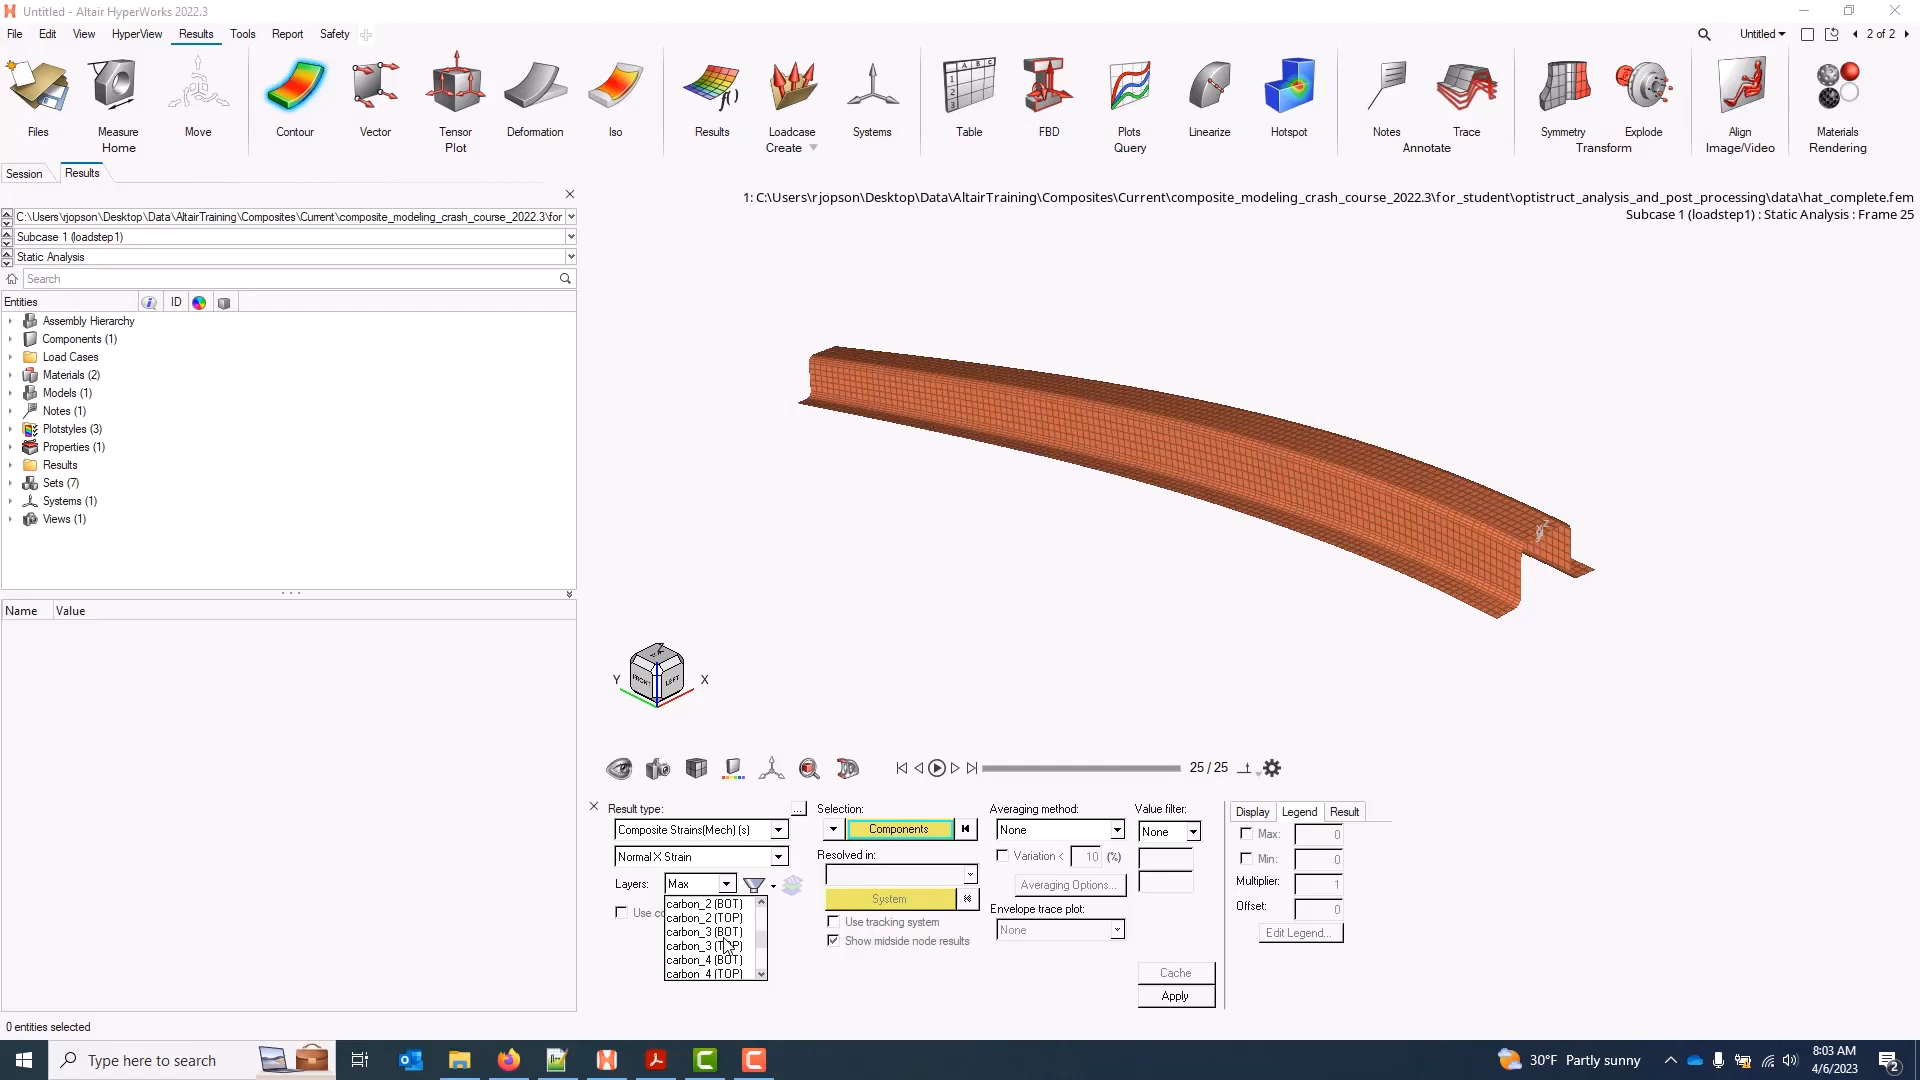 Untitled - Altair HyperWorks 2022.3
File Edit View HyperView Results Tools Report Safety
Untitled
2 of 2
Files Measure Move Contour Vector Tensor Deformation Iso Results Loadcase Systems Table FBD Plots Linearize Hotspot Notes Trace Symmetry Explode Align Materials
Home Plot Create Query Annotate Transform Image/Video Rendering
Session Results
1: C:\Users\rjopson\Desktop\Data\AltairTraining\Composites\Current\composite_modeling_crash_course_2022.3\for_student\optistruct_analysis_and_post_processing\data\hat_complete.fem
Subcase 1 (loadstep1) : Static Analysis : Frame 25
C:\Users\rjopson\Desktop\Data\AltairTraining\Composites\Current\composite_modeling_crash_course_2022.3\for
Subcase 1 (loadstep1)
Static Analysis
Search
Entities ID
Assembly Hierarchy
Components (1)
Load Cases
Materials (2)
Models (1)
Notes (1)
Plotstyles (3)
Properties (1)
Results
Sets (7)
Systems (1)
Views (1)
Name Value
Z
Y FRONT LEFT X
25 / 25
Result type: ...
Composite Strains(Mech) (s)
Normal X Strain
Layers: Max
Use co
carbon_2 (BOT)
carbon_2 (TOP)
carbon_3 (BOT)
carbon_3 (TOP)
carbon_4 (BOT)
carbon_4 (TOP)
Selection:
Components
Resolved in:
System
Use tracking system
Show midside node results
Averaging method:
None
Variation < 10 (%)
Averaging Options...
Envelope trace plot:
None
Value filter:
None
Cache
Apply
Display Legend Result
Max: 0
Min: 0
Multiplier: 1
Offset: 0
Edit Legend...
0 entities selected
Type here to search
30°F Partly sunny
8:03 AM
4/6/2023
2